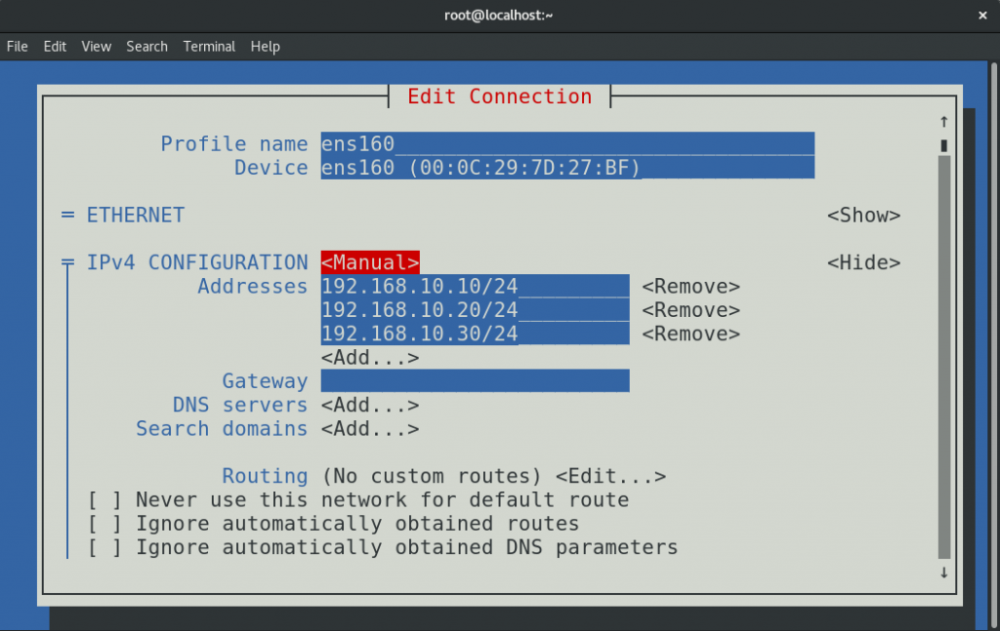 root@localhost:~ ×
File Edit View Search Terminal Help
Edit Connection
Profile name ens160
Device ens160 (00:0C:29:7D:27:BF)
= ETHERNET <Show>
= IPv4 CONFIGURATION <Manual> <Hide>
Addresses 192.168.10.10/24 <Remove>
192.168.10.20/24 <Remove>
192.168.10.30/24 <Remove>
<Add...>
Gateway
DNS servers <Add...>
Search domains <Add...>
Routing (No custom routes) <Edit...>
[ ] Never use this network for default route
[ ] Ignore automatically obtained routes
[ ] Ignore automatically obtained DNS parameters